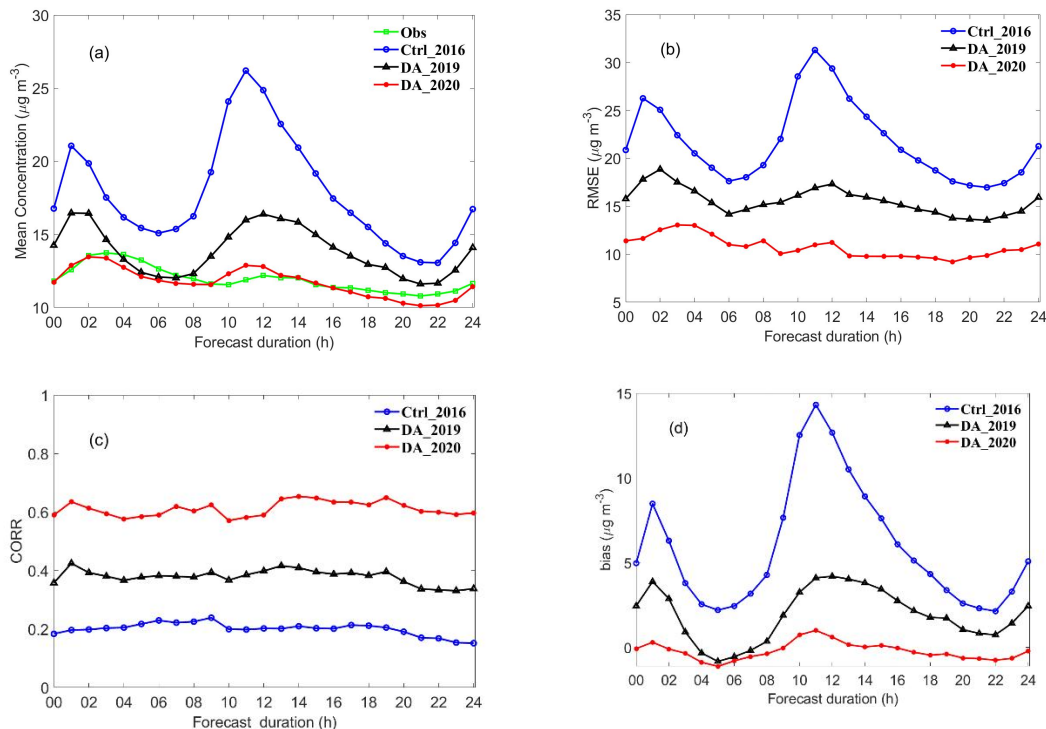 30
25
20
15
10
Mean Concentration (μg m⁻³)
(a)
Obs
Ctrl_2016
DA_2019
DA_2020
00 02 04 06 08 10 12 14 16 18 20 22 24
Forecast duration (h)
35
30
25
20
15
10
5
RMSE (μg m⁻³)
(b)
Ctrl_2016
DA_2019
DA_2020
00 02 04 06 08 10 12 14 16 18 20 22 24
Forecast duration (h)
1
0.8
0.6
0.4
0.2
0
CORR
(c)
Ctrl_2016
DA_2019
DA_2020
00 02 04 06 08 10 12 14 16 18 20 22 24
Forecast duration (h)
15
10
5
0
bias (μg m⁻³)
(d)
Ctrl_2016
DA_2019
DA_2020
00 02 04 06 08 10 12 14 16 18 20 22 24
Forecast duration (h)